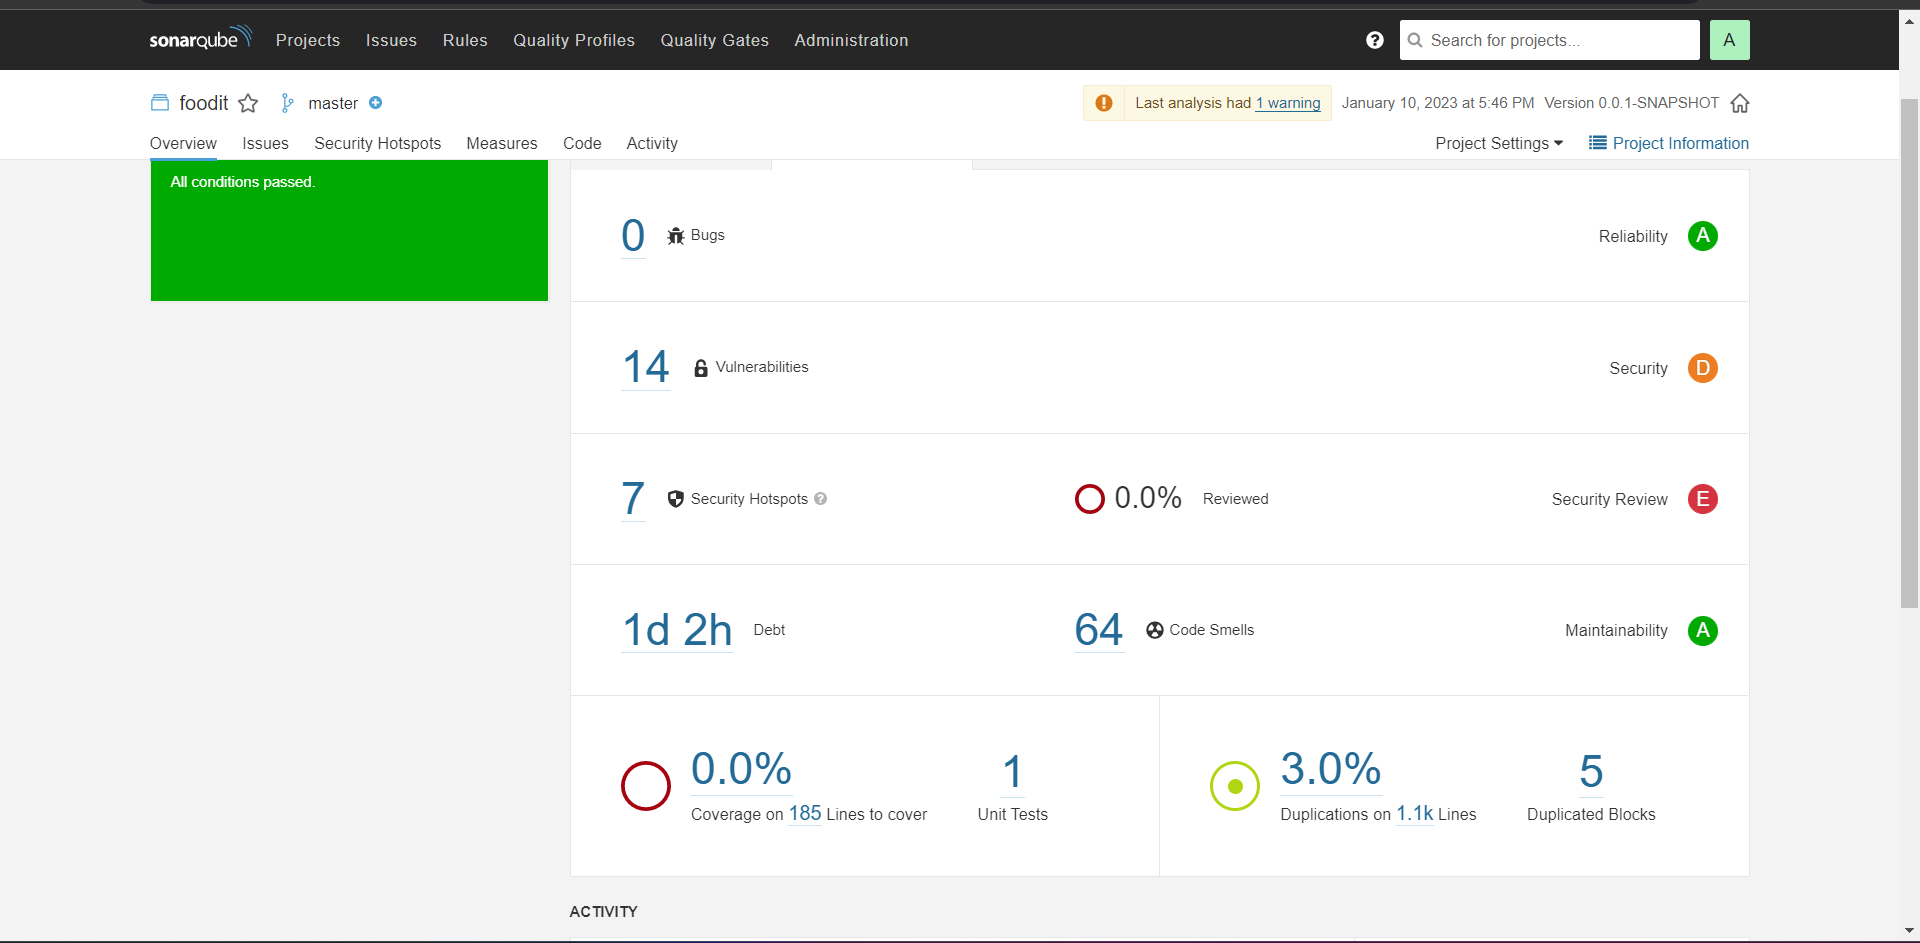 sonarqube Projects Issues Rules Quality Profiles Quality Gates Administration ? Search for projects... A
foodit master Last analysis had 1 warning January 10, 2023 at 5:46 PM Version 0.0.1-SNAPSHOT
Overview Issues Security Hotspots Measures Code Activity Project Settings Project Information
All conditions passed.
0 Bugs Reliability A
14 Vulnerabilities Security D
7 Security Hotspots ? 0.0% Reviewed Security Review E
1d 2h Debt 64 Code Smells Maintainability A
0.0% 1 3.0% 5
Coverage on 185 Lines to cover Unit Tests Duplications on 1.1k Lines Duplicated Blocks
ACTIVITY